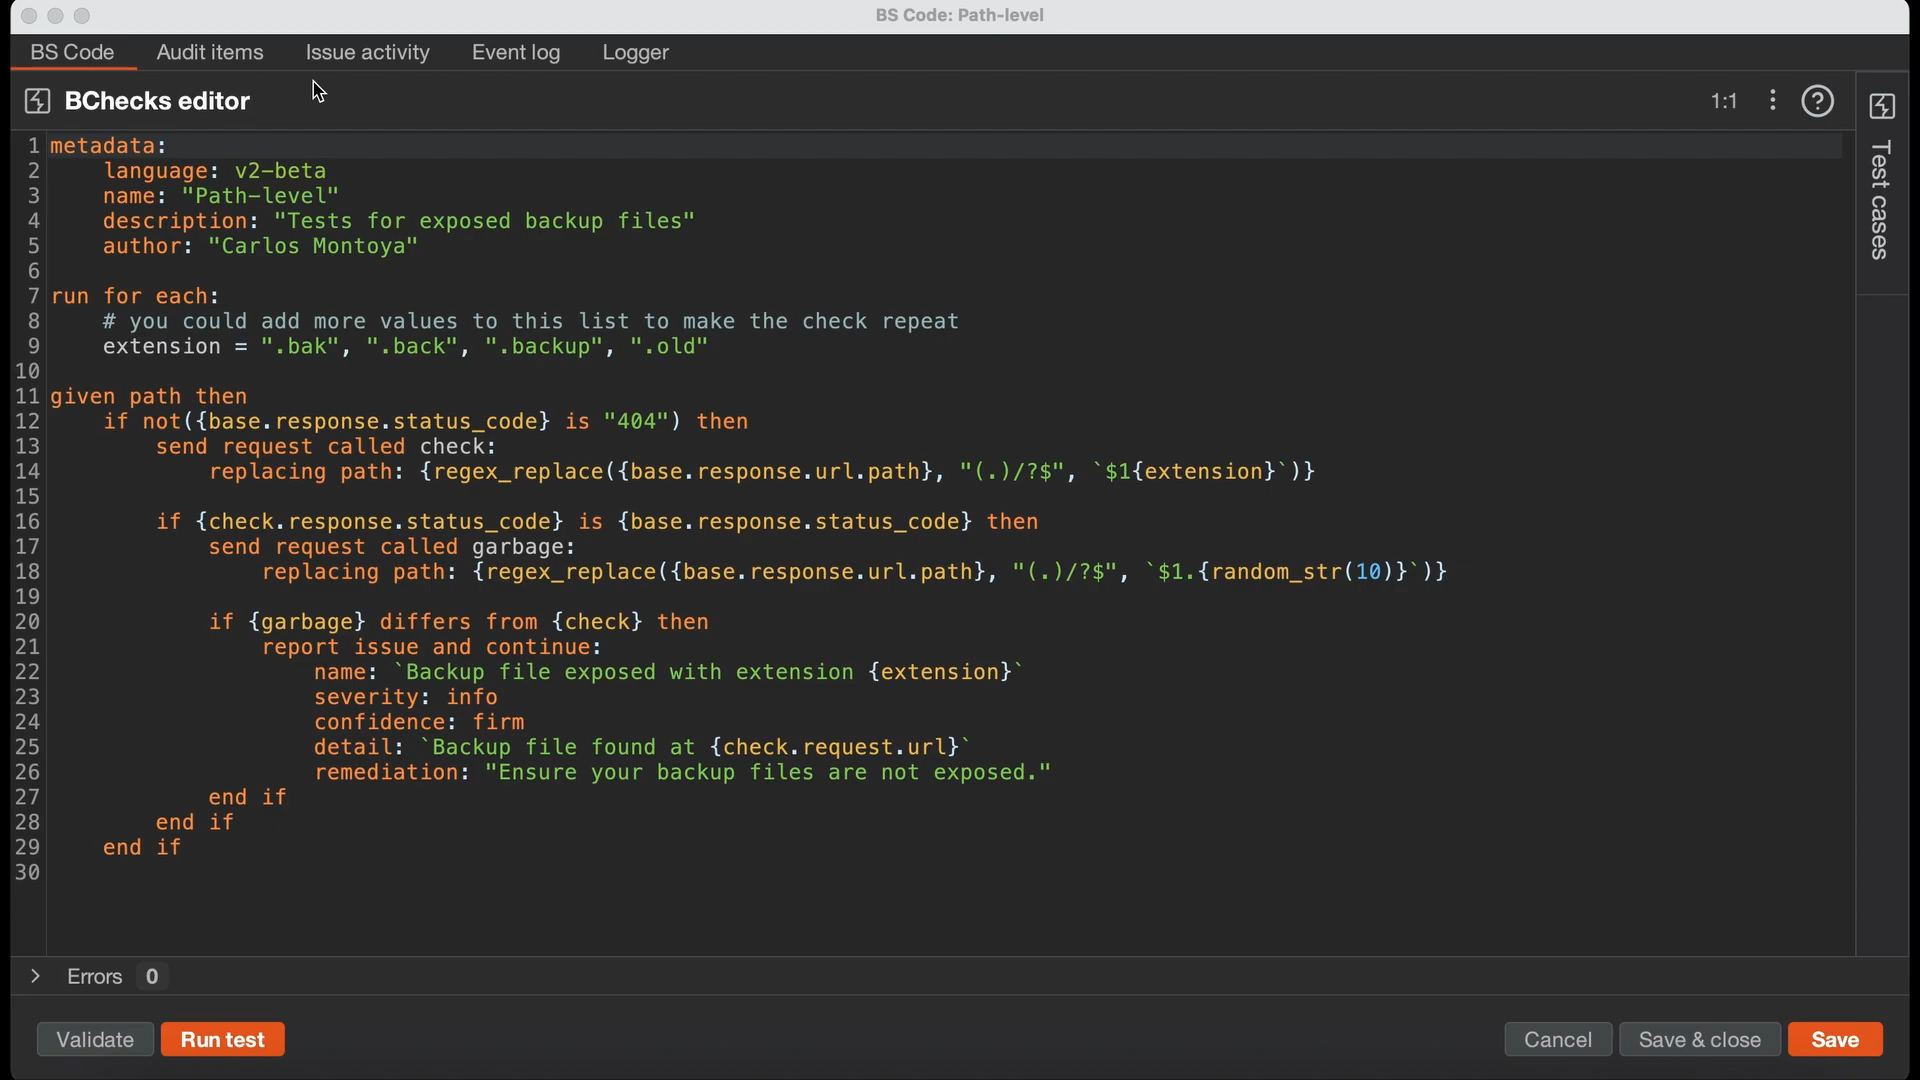 BS Code: Path-level
BS Code Audit items Issue activity Event log Logger
BChecks editor 1:1 ?
Test cases
1 metadata:
2     language: v2-beta
3     name: "Path-level"
4     description: "Tests for exposed backup files"
5     author: "Carlos Montoya"
6
7 run for each:
8     # you could add more values to this list to make the check repeat
9     extension = ".bak", ".back", ".backup", ".old"
10
11 given path then
12     if not({base.response.status_code} is "404") then
13         send request called check:
14             replacing path: {regex_replace({base.response.url.path}, "(.)/?$", `$1{extension}`)}
15
16         if {check.response.status_code} is {base.response.status_code} then
17             send request called garbage:
18                 replacing path: {regex_replace({base.response.url.path}, "(.)/?$", `$1.{random_str(10)}`)}
19
20             if {garbage} differs from {check} then
21                 report issue and continue:
22                     name: `Backup file exposed with extension {extension}`
23                     severity: info
24                     confidence: firm
25                     detail: `Backup file found at {check.request.url}`
26                     remediation: "Ensure your backup files are not exposed."
27             end if
28         end if
29     end if
30
Errors 0
Validate Run test Cancel Save & close Save